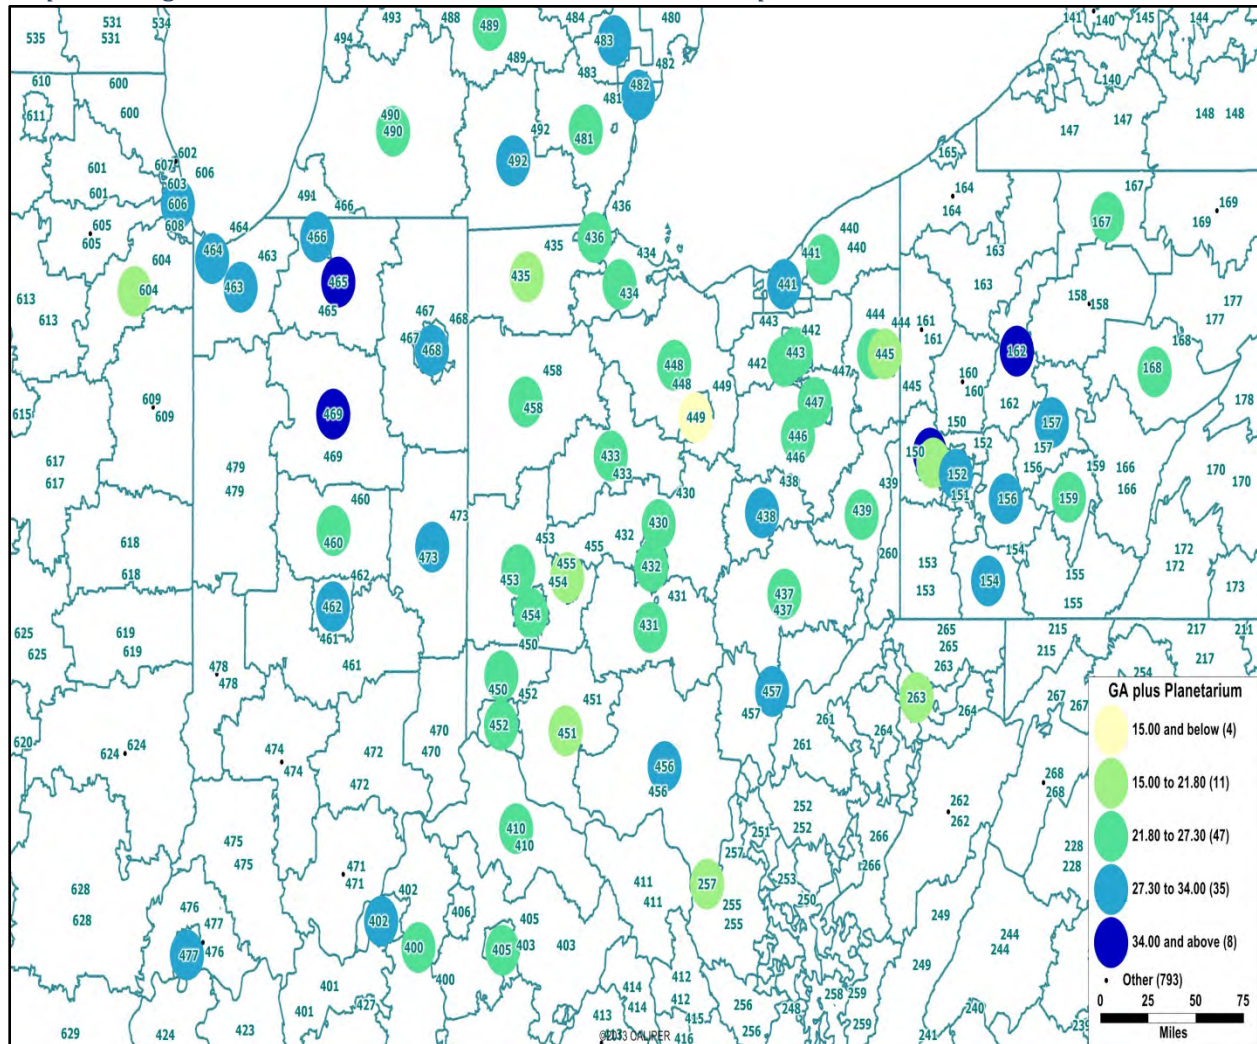 141 140 145 144
531 534 493 488 489 484 480
535 531 494 483 140
610 600 489 482 147 147 148 148
611 600 490 483 482 165
490 481 492 481
602 492 167
607 606 164
601 603 491 466 436 164 169
601 606 440 167 169
605 608 464 466 435 436 434 441 440 163
605 604 464 463 435 163
604 463 465 434 441 158 158 177
613 465 467 468 443 442 444 444 161 177
613 467 468 448 442 443 445 161 162 168
458 448 449 447 445 160 168
609 469 458 449 447 160 162 178
615 609 446 150 157
617 479 469 433 446 150 152 157
617 479 433 430 438 439 152 156 159 166 170
460 151 156 166 170
460 473 430 438 439 159
618 453 432 260 154 172
618 462 473 455 455 432 153 155 172
453 454 431 437 153 154 155 173
619 462 454 431 437
625 619 461 450 265 215 217 211
625 461 265 215 217
478 450 452 451 457 263 263 254
478 452 457 264 267 267
620 624 474 470 451 261 264
624 474 472 470 456 261 268
472 456 252 262 268
475 410 252 251 266 262 228
475 410 257 266 228
628 471 411 257 253
628 471 402 406 411 255 250 249
476 477 402 405 255 244
477 476 400 405 403 403 249 244
401 400 412
401 427 414 412 256 258 259
629 424 423 413 414 415 256 248 259 240 239
413 416 256 241
©2013 CALIPER
GA plus Planetarium
15.00 and below (4)
15.00 to 21.80 (11)
21.80 to 27.30 (47)
27.30 to 34.00 (35)
34.00 and above (8)
Other (793)
0 25 50 75
Miles